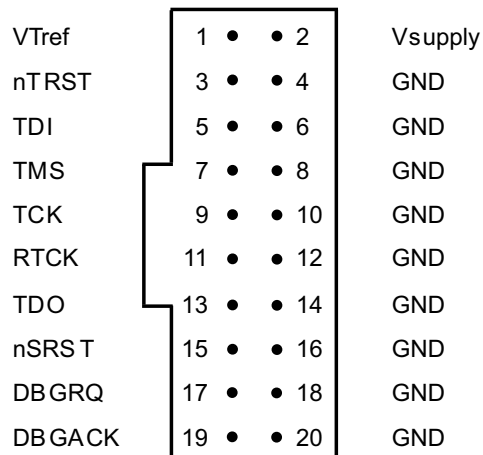 VTref 1 2 Vsupply
nTRST 3 4 GND
TDI 5 6 GND
TMS 7 8 GND
TCK 9 10 GND
RTCK 11 12 GND
TDO 13 14 GND
nSRST 15 16 GND
DBGRQ 17 18 GND
DBGACK 19 20 GND